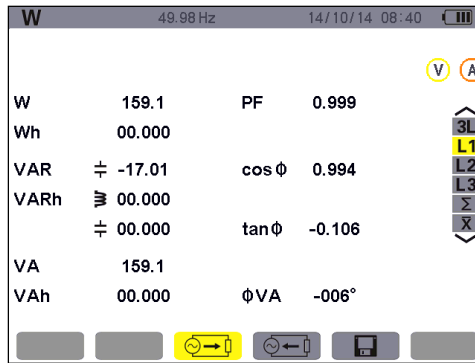 W 49.98 Hz 14/10/14 08:40
V A
W 159.1 PF 0.999
Wh 00.000
3L
L1
VAR -17.01 cos Φ 0.994
L2
VARh 00.000
L3
Σ
00.000 tan Φ -0.106
X̄
VA 159.1
VAh 00.000 ΦVA -006°